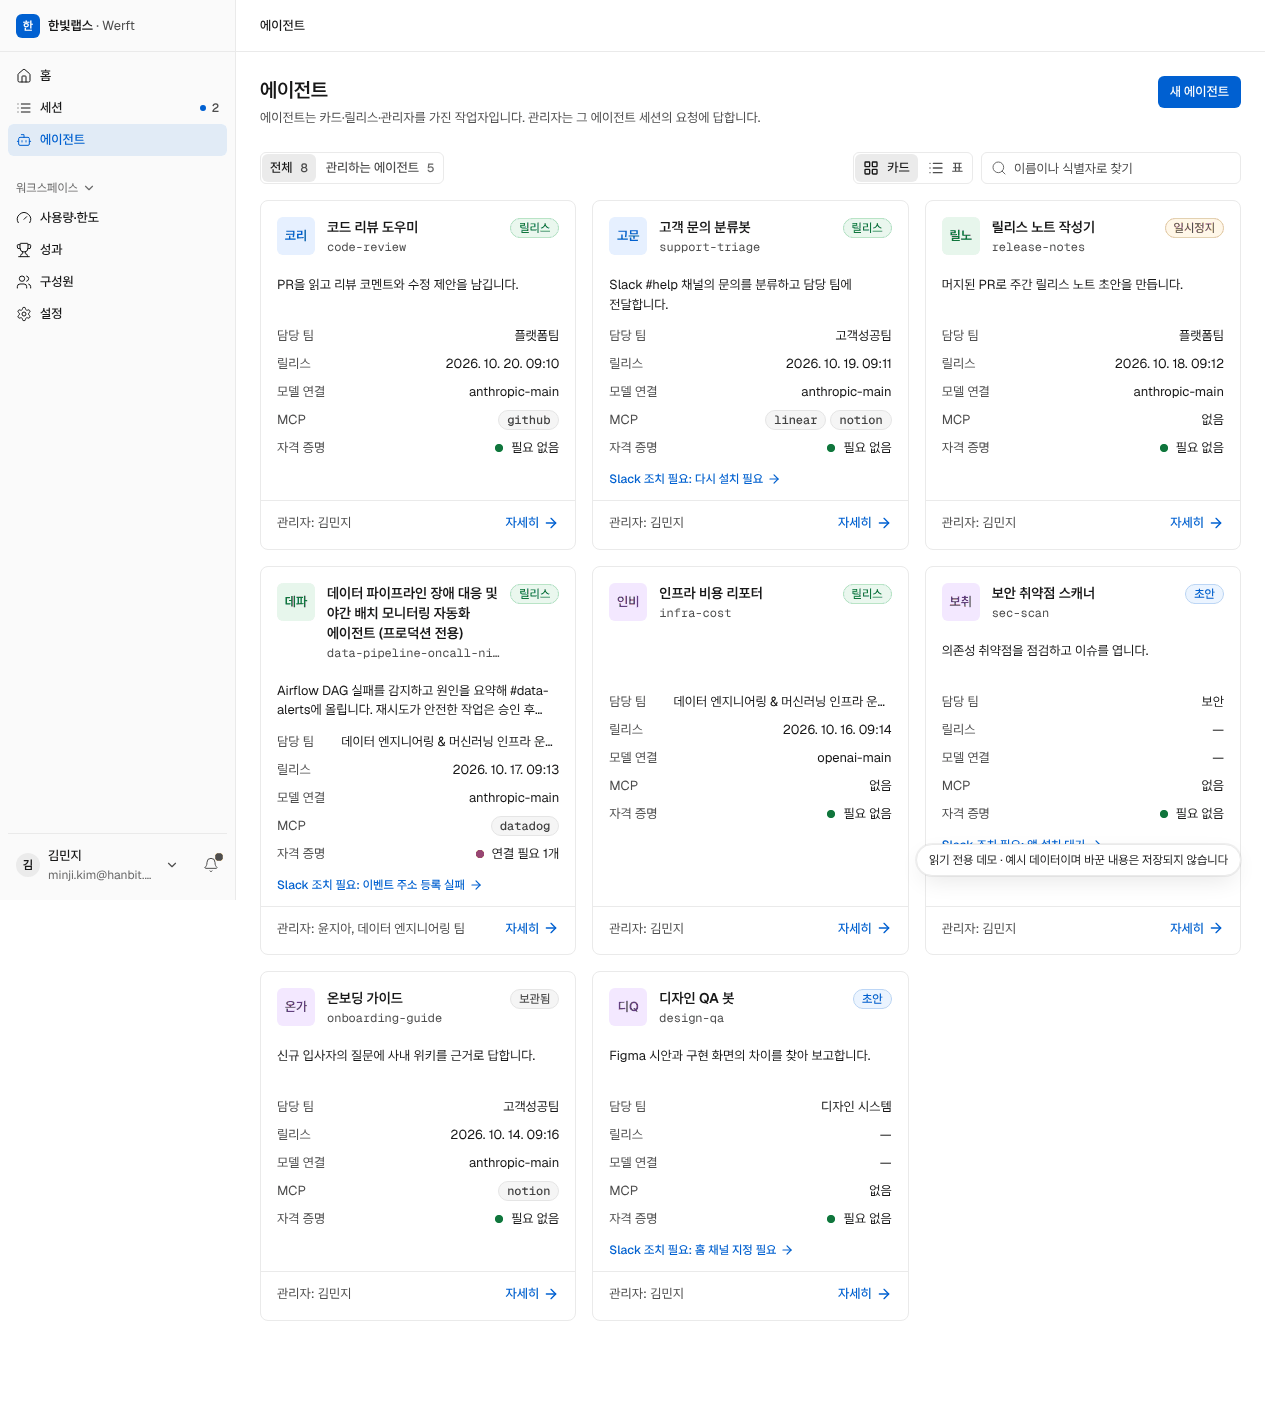 한 한빛랩스 · Werft
홈
세션 2
에이전트
워크스페이스
사용량·한도
성과
구성원
설정
김 김민지
minji.kim@hanbit....
에이전트
에이전트
에이전트는 카드·릴리스·관리자를 가진 작업자입니다. 관리자는 그 에이전트 세션의 요청에 답합니다.
새 에이전트
전체 8 관리하는 에이전트 5
카드 표 이름이나 식별자로 찾기
코리 코드 리뷰 도우미 릴리스
code-review
PR을 읽고 리뷰 코멘트와 수정 제안을 남깁니다.
담당 팀 플랫폼팀
릴리스 2026. 10. 20. 09:10
모델 연결 anthropic-main
MCP github
자격 증명 필요 없음
관리자: 김민지 자세히
고문 고객 문의 분류봇 릴리스
support-triage
Slack #help 채널의 문의를 분류하고 담당 팀에
전달합니다.
담당 팀 고객성공팀
릴리스 2026. 10. 19. 09:11
모델 연결 anthropic-main
MCP linear notion
자격 증명 필요 없음
Slack 조치 필요: 다시 설치 필요
관리자: 김민지 자세히
릴노 릴리스 노트 작성기 일시정지
release-notes
머지된 PR로 주간 릴리스 노트 초안을 만듭니다.
담당 팀 플랫폼팀
릴리스 2026. 10. 18. 09:12
모델 연결 anthropic-main
MCP 없음
자격 증명 필요 없음
관리자: 김민지 자세히
데파 데이터 파이프라인 장애 대응 및 릴리스
야간 배치 모니터링 자동화
에이전트 (프로덕션 전용)
data-pipeline-oncall-ni…
Airflow DAG 실패를 감지하고 원인을 요약해 #data-
alerts에 올립니다. 재시도가 안전한 작업은 승인 후…
담당 팀 데이터 엔지니어링 & 머신러닝 인프라 운…
릴리스 2026. 10. 17. 09:13
모델 연결 anthropic-main
MCP datadog
자격 증명 연결 필요 1개
Slack 조치 필요: 이벤트 주소 등록 실패
관리자: 윤지아, 데이터 엔지니어링 팀 자세히
인비 인프라 비용 리포터 릴리스
infra-cost
담당 팀 데이터 엔지니어링 & 머신러닝 인프라 운…
릴리스 2026. 10. 16. 09:14
모델 연결 openai-main
MCP 없음
자격 증명 필요 없음
관리자: 김민지 자세히
보취 보안 취약점 스캐너 초안
sec-scan
의존성 취약점을 점검하고 이슈를 엽니다.
담당 팀 보안
릴리스 —
모델 연결 —
MCP 없음
자격 증명 필요 없음
읽기 전용 데모 · 예시 데이터이며 바꾼 내용은 저장되지 않습니다
관리자: 김민지 자세히
온가 온보딩 가이드 보관됨
onboarding-guide
신규 입사자의 질문에 사내 위키를 근거로 답합니다.
담당 팀 고객성공팀
릴리스 2026. 10. 14. 09:16
모델 연결 anthropic-main
MCP notion
자격 증명 필요 없음
관리자: 김민지 자세히
디Q 디자인 QA 봇 초안
design-qa
Figma 시안과 구현 화면의 차이를 찾아 보고합니다.
담당 팀 디자인 시스템
릴리스 —
모델 연결 —
MCP 없음
자격 증명 필요 없음
Slack 조치 필요: 홈 채널 지정 필요
관리자: 김민지 자세히